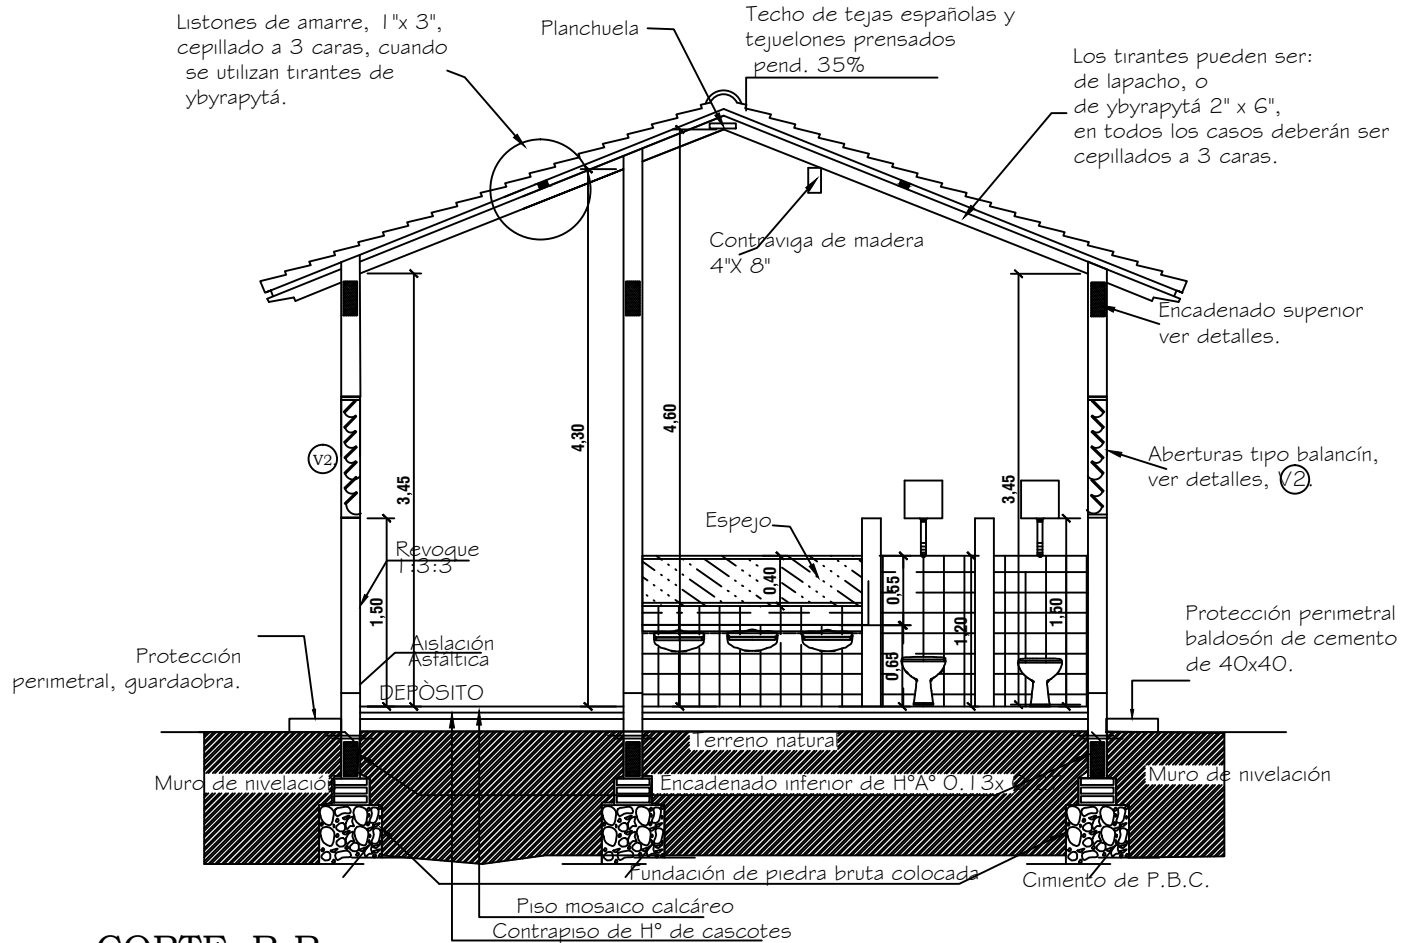 Listones de amarre, 1"x 3",
cepillado a 3 caras, cuando
se utilizan tirantes de
ybyrapytá.
Planchuela
Techo de tejas españolas y
tejuelones prensados
pend. 35%
Los tirantes pueden ser:
de lapacho, o
de ybyrapytá 2" x 6",
en todos los casos deberán ser
cepillados a 3 caras.
Contraviga de madera
4"X 8"
Encadenado superior
ver detalles.
4,60
4,30
V2
3,45
3,45
Aberturas tipo balancín,
ver detalles, V2.
Espejo
Revoque
1:3:3
0,40
0,55
1,50
1,20
1,50
0,65
Protección perimetral
baldosón de cemento
de 40x40.
Aislación
Asfáltica
Protección
perimetral, guardaobra.
DEPÒSITO
Terreno natura
Muro de nivelación
Encadenado inferior de H°A° 0.13x
Muro de nivelación
Fundación de piedra bruta colocada
Cimiento de P.B.C.
Piso mosaico calcáreo
Contrapiso de H° de cascotes
CORTE B-B